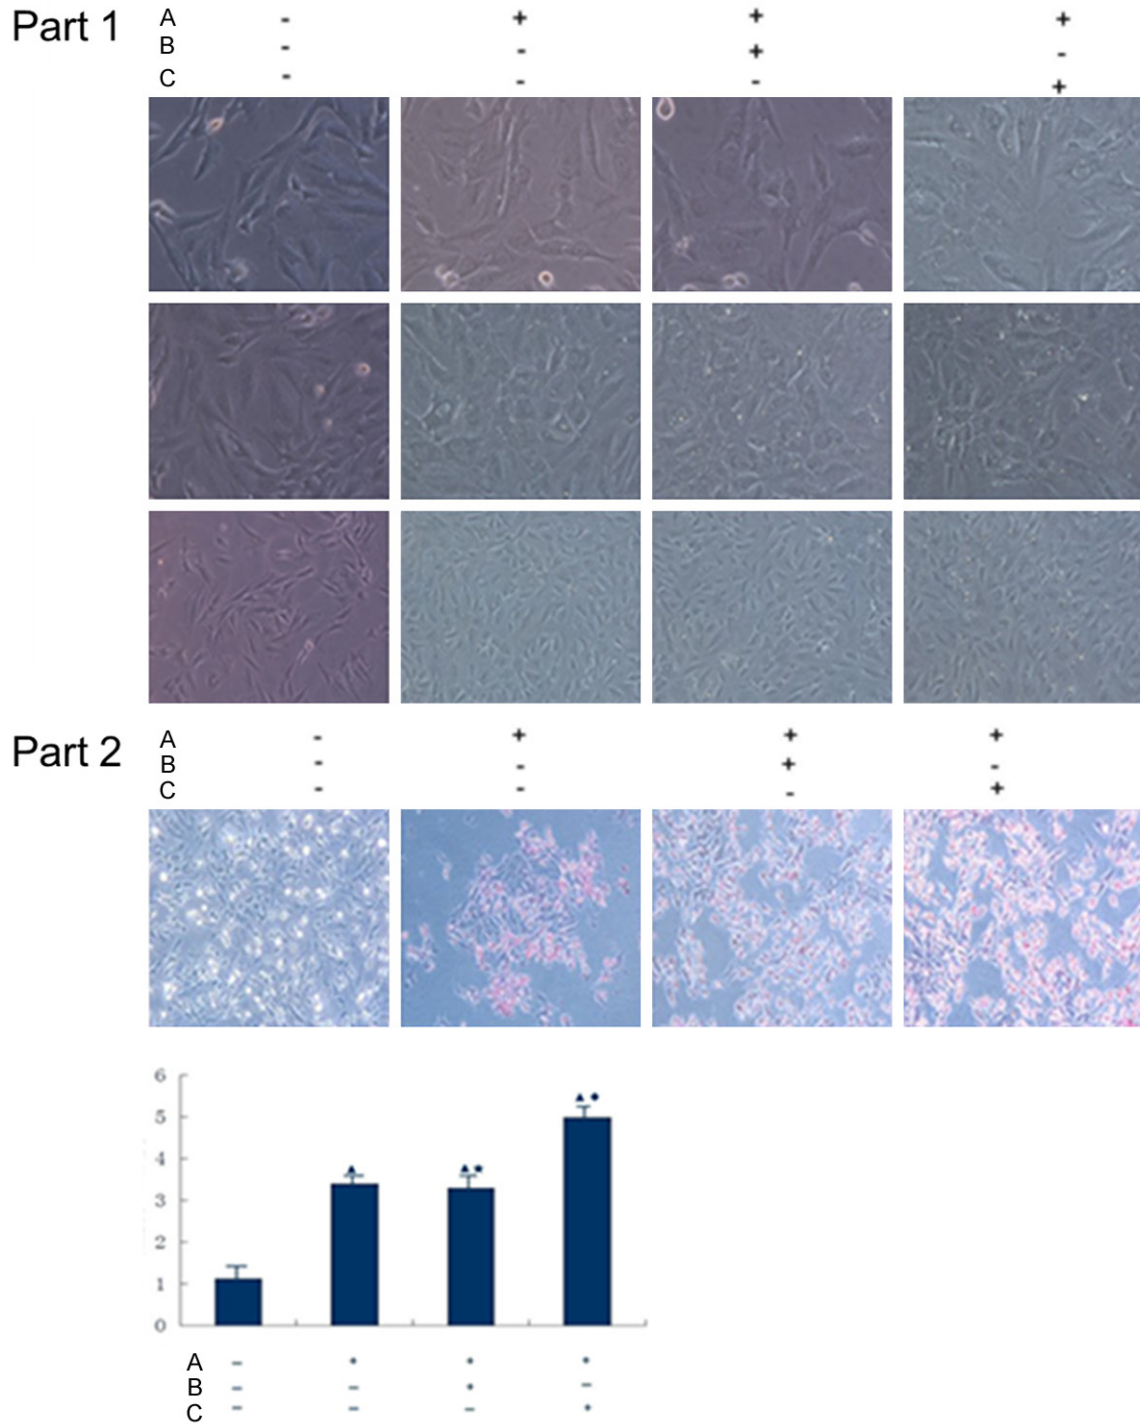 Part 1
A - + + +
B - - + -
C - - - +
Part 2
A - + + +
B - - + -
C - - - +
6
5
4
3
2
1
0
▲ ▲● ▲●
A – • • •
B – – • –
C – – – •